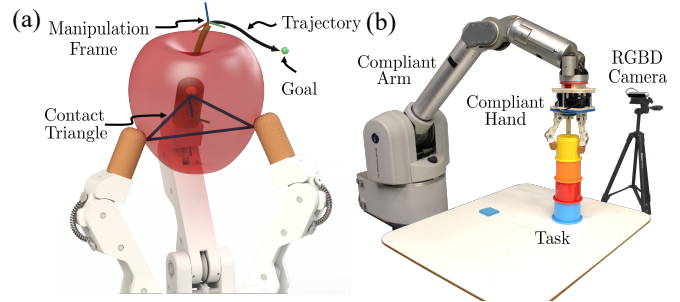 (a)
Manipulation
Frame
Trajectory
Goal
Contact
Triangle
(b)
Compliant
Arm
Compliant
Hand
RGBD
Camera
Task